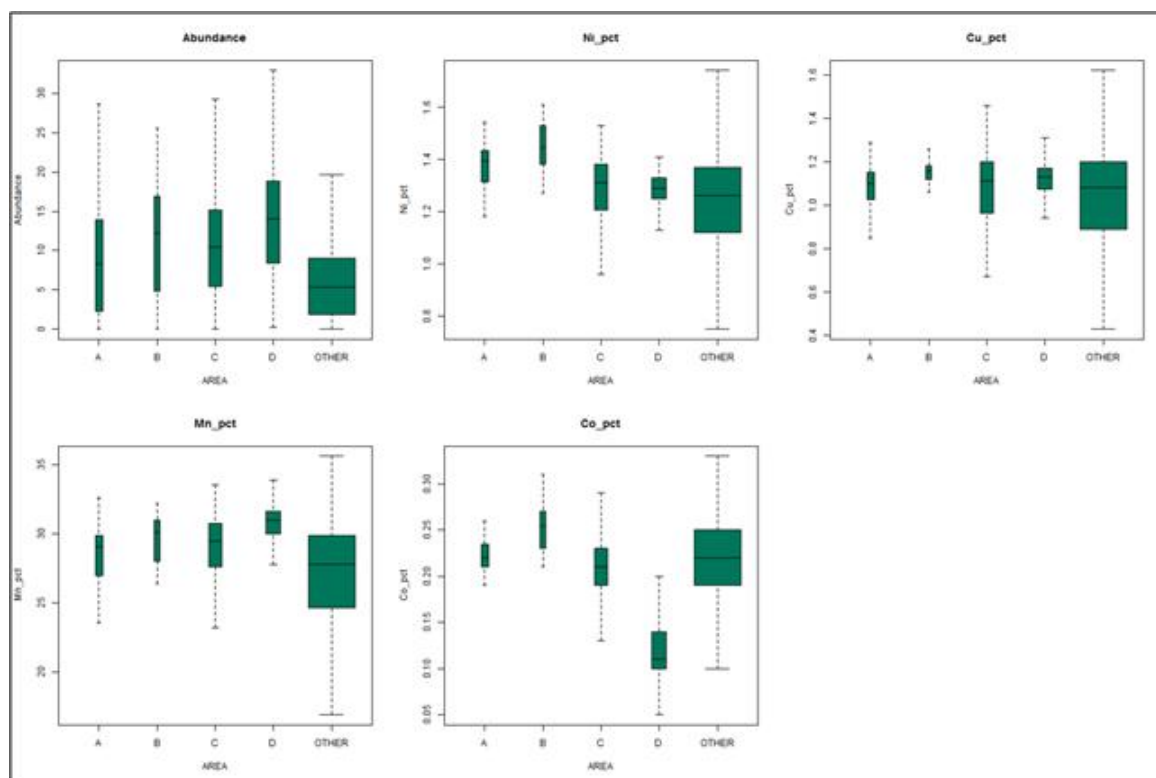 Abundance
Abundance
30
25
20
15
10
5
0
A B C D OTHER
AREA
Ni_pct
Ni_pct
1.6
1.4
1.2
1.0
0.8
A B C D OTHER
AREA
Cu_pct
Cu_pct
1.6
1.4
1.2
1.0
0.8
0.6
0.4
A B C D OTHER
AREA
Mn_pct
Mn_pct
35
30
25
20
A B C D OTHER
AREA
Co_pct
Co_pct
0.30
0.25
0.20
0.15
0.10
0.05
A B C D OTHER
AREA